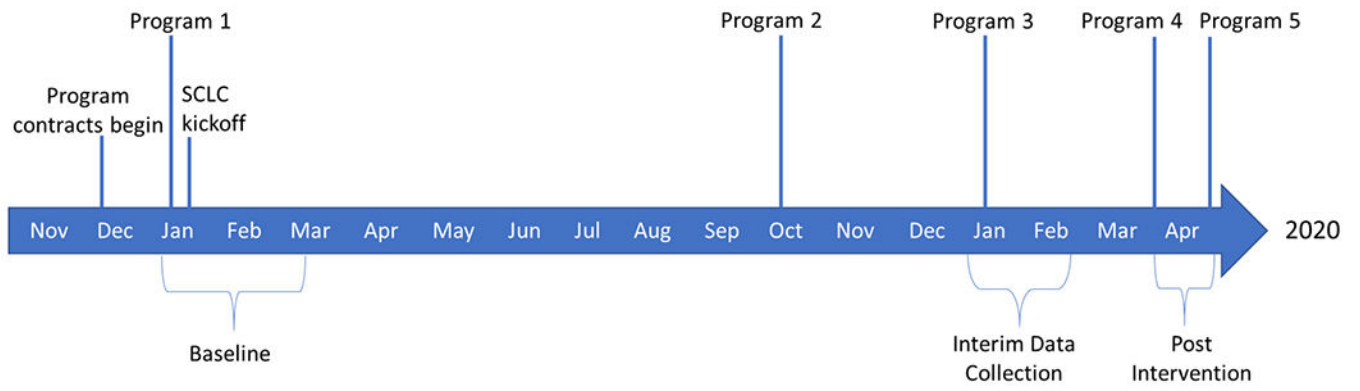 Program 1
Program 2
Program 3
Program 4
Program 5
Program
contracts begin
SCLC
kickoff
Nov Dec Jan Feb Mar Apr May Jun Jul Aug Sep Oct Nov Dec Jan Feb Mar Apr 2020
Baseline
Interim Data
Collection
Post
Intervention